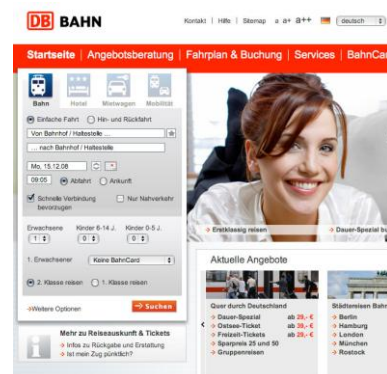 DB BAHN
Kontakt | Hilfe | Sitemap a a+ a++ deutsch
Startseite | Angebotsberatung | Fahrplan & Buchung | Services | BahnCar
Bahn Hotel Mietwagen Mobilität
Einfache Fahrt Hin- und Rückfahrt
Von Bahnhof / Haltestelle ...
... nach Bahnhof / Haltestelle
Mo, 15.12.08
09:05 Abfahrt Ankunft
Schnelle Verbindung bevorzugen Nur Nahverkehr
Erwachsene Kinder 6-14 J. Kinder 0-5 J.
1 0 0
1. Erwachsener Keine BahnCard
2. Klasse reisen 1. Klasse reisen
Weitere Optionen Suchen
Mehr zu Reiseauskunft & Tickets
Infos zu Rückgabe und Erstattung
Ist mein Zug pünktlich?
Erstklassig reisen Dauer-Spezial bu
Aktuelle Angebote
Quer durch Deutschland
Dauer-Spezial ab 29,- €
Ostsee-Ticket ab 39,- €
Freizeit-Tickets ab 29,- €
Sparpreis 25 und 50
Gruppenreisen
Städtereisen Bahn
Berlin
Hamburg
London
München
Rostock